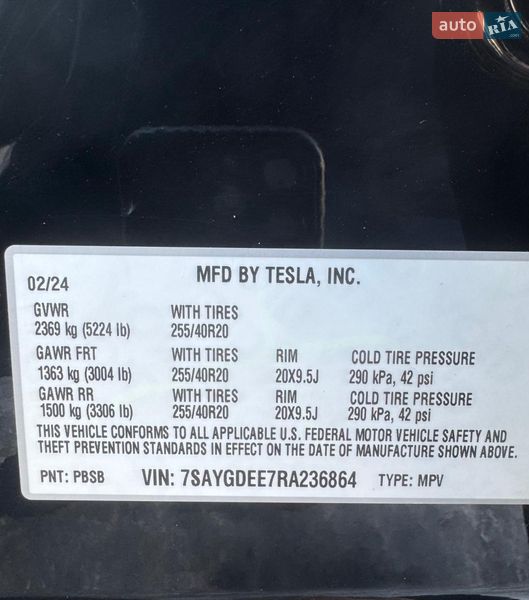 auto RIA .com
02/24 MFD BY TESLA, INC.
GVWR WITH TIRES
2369 kg (5224 lb) 255/40R20
GAWR FRT WITH TIRES RIM COLD TIRE PRESSURE
1363 kg (3004 lb) 255/40R20 20X9.5J 290 kPa, 42 psi
GAWR RR WITH TIRES RIM COLD TIRE PRESSURE
1500 kg (3306 lb) 255/40R20 20X9.5J 290 kPa, 42 psi
THIS VEHICLE CONFORMS TO ALL APPLICABLE U.S. FEDERAL MOTOR VEHICLE SAFETY AND
THEFT PREVENTION STANDARDS IN EFFECT ON THE DATE OF MANUFACTURE SHOWN ABOVE.
PNT: PBSB VIN: 7SAYGDEE7RA236864 TYPE: MPV